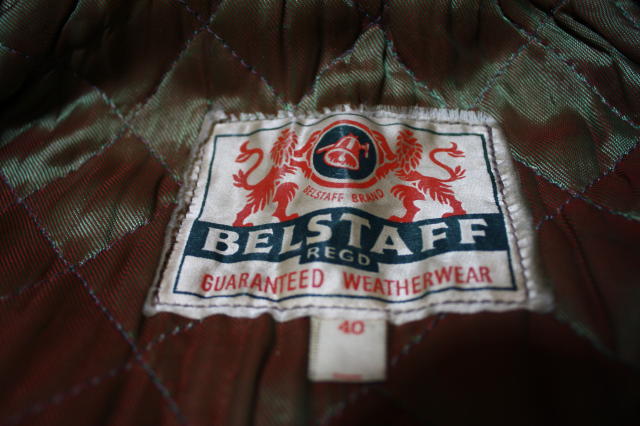 BELSTAFF BRAND
BELSTAFF
REGD
GUARANTEED WEATHERWEAR
40